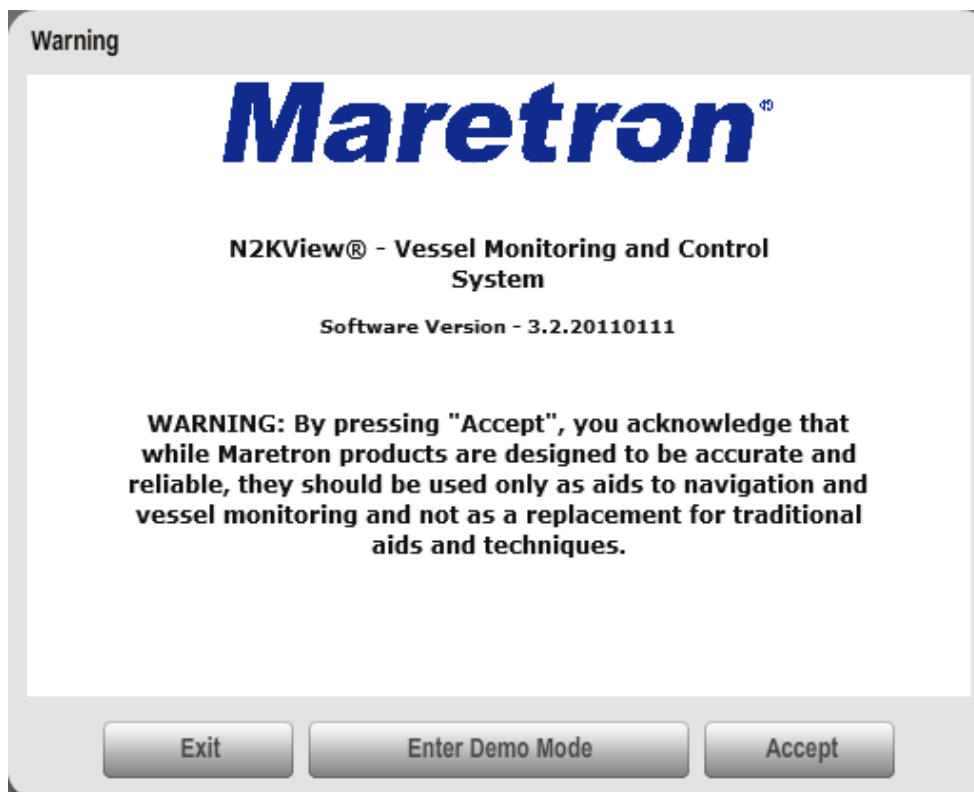 Warning
Maretron®
N2KView® - Vessel Monitoring and Control
System
Software Version - 3.2.20110111
WARNING: By pressing "Accept", you acknowledge that
while Maretron products are designed to be accurate and
reliable, they should be used only as aids to navigation and
vessel monitoring and not as a replacement for traditional
aids and techniques.
Exit Enter Demo Mode Accept